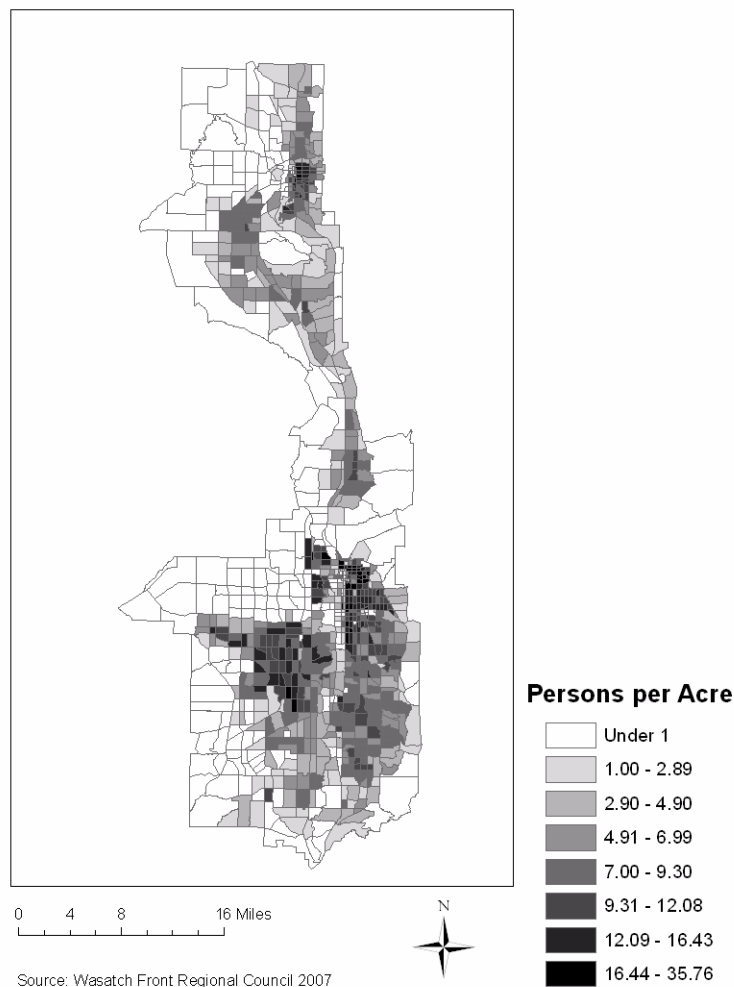 Persons per Acre
Under 1
1.00 - 2.89
2.90 - 4.90
4.91 - 6.99
7.00 - 9.30
9.31 - 12.08
12.09 - 16.43
16.44 - 35.76
0 4 8 16 Miles
N
Source: Wasatch Front Regional Council 2007